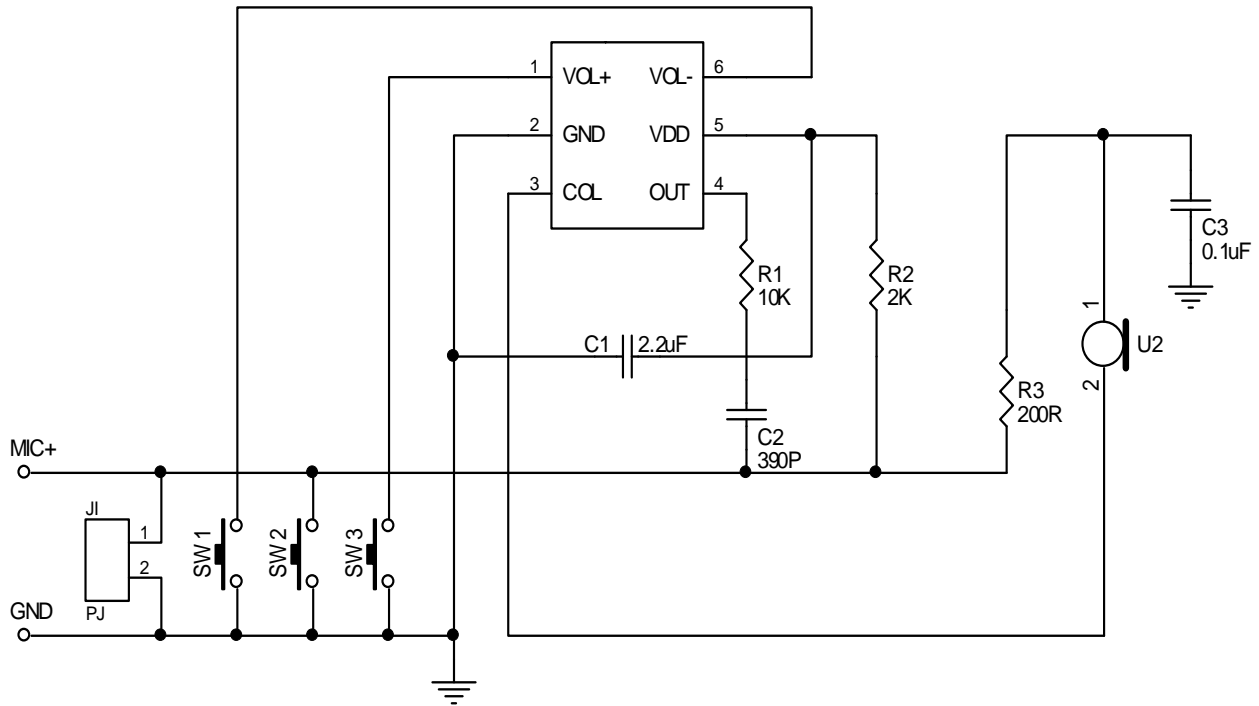 1 VOL+ VOL- 6
2 GND VDD 5
3 COL OUT 4
C3
0.1uF
R1
10K
R2
2K
1
C1 2.2uF
U2
2
R3
200R
C2
390P
MIC+
JI
1
2
PJ
SW1
SW2
SW3
GND